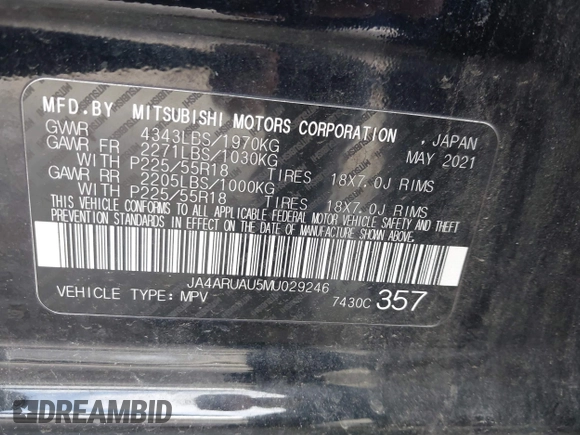 MFD.BY MITSUBISHI MOTORS CORPORATION , JAPAN
GVWR 4343LBS/1970KG MAY 2021
GAWR FR 2271LBS/1030KG
WITH P225/55R18 TIRES 18X7.0J RIMS
GAWR RR 2205LBS/1000KG
WITH P225/55R18 TIRES 18X7.0J RIMS
THIS VEHICLE CONFORMS TO ALL APPLICABLE FEDERAL MOTOR VEHICLE SAFETY AND THEFT
PREVENTION STANDARDS IN EFFECT ON THE DATE OF MANUFACTURE SHOWN ABOVE.
JA4ARUAU5MU029246
VEHICLE TYPE: MPV 7430C 357
DREAMBID